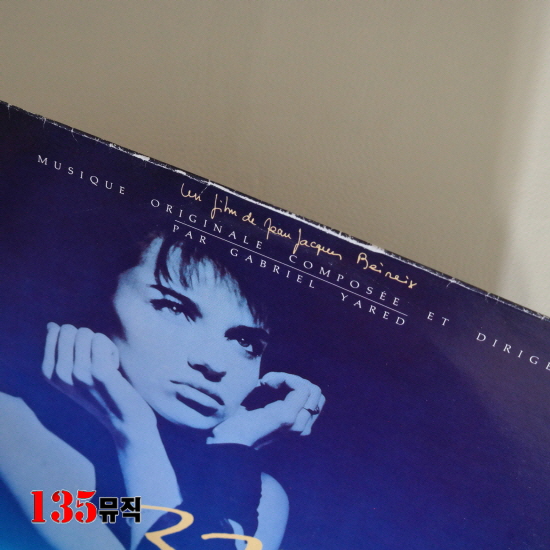 un film de Jean Jacques Beineix
MUSIQUE ORIGINALE COMPOSÉE ET DIRIGÉ
PAR GABRIEL YARED
135뮤직